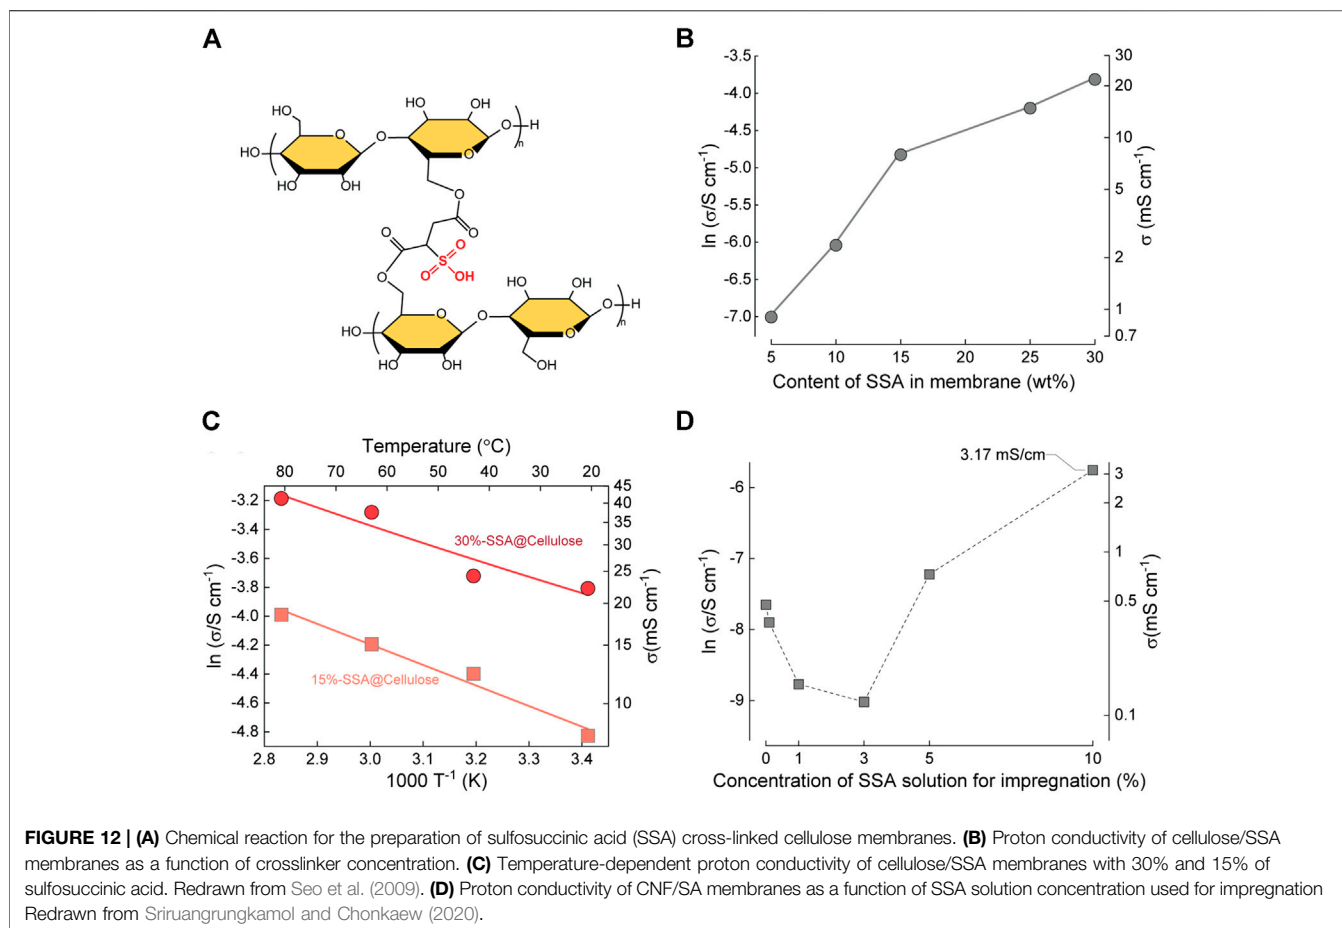 A
HO
HO
OH
O
O
O
H
n
HO
O
HO
OH
O
O
O
O
S
O
O
OH
O
HO
OH
O
O
O
H
n
HO
O
HO
OH
OH
B
ln (σ/S cm⁻¹)
-3.5
-4.0
-4.5
-5.0
-5.5
-6.0
-6.5
-7.0
30
20
10
5
2
1
0.7
σ (mS cm⁻¹)
5 10 15 20 25 30
Content of SSA in membrane (wt%)
C
Temperature (°C)
80 70 60 50 40 30 20
ln (σ/S cm⁻¹)
-3.2
-3.4
-3.6
-3.8
-4.0
-4.2
-4.4
-4.6
-4.8
45
40
35
30
25
20
15
10
σ(mS cm⁻¹)
30%-SSA@Cellulose
15%-SSA@Cellulose
2.8 2.9 3.0 3.1 3.2 3.3 3.4
1000 T⁻¹ (K)
D
3.17 mS/cm
ln (σ/S cm⁻¹)
-6
-7
-8
-9
3
2
1
0.5
0.1
σ(mS cm⁻¹)
0 1 3 5 10
Concentration of SSA solution for impregnation (%)
FIGURE 12 | (A) Chemical reaction for the preparation of sulfosuccinic acid (SSA) cross-linked cellulose membranes. (B) Proton conductivity of cellulose/SSA
membranes as a function of crosslinker concentration. (C) Temperature-dependent proton conductivity of cellulose/SSA membranes with 30% and 15% of
sulfosuccinic acid. Redrawn from Seo et al. (2009). (D) Proton conductivity of CNF/SA membranes as a function of SSA solution concentration used for impregnation
Redrawn from Sriruangrungkamol and Chonkaew (2020).